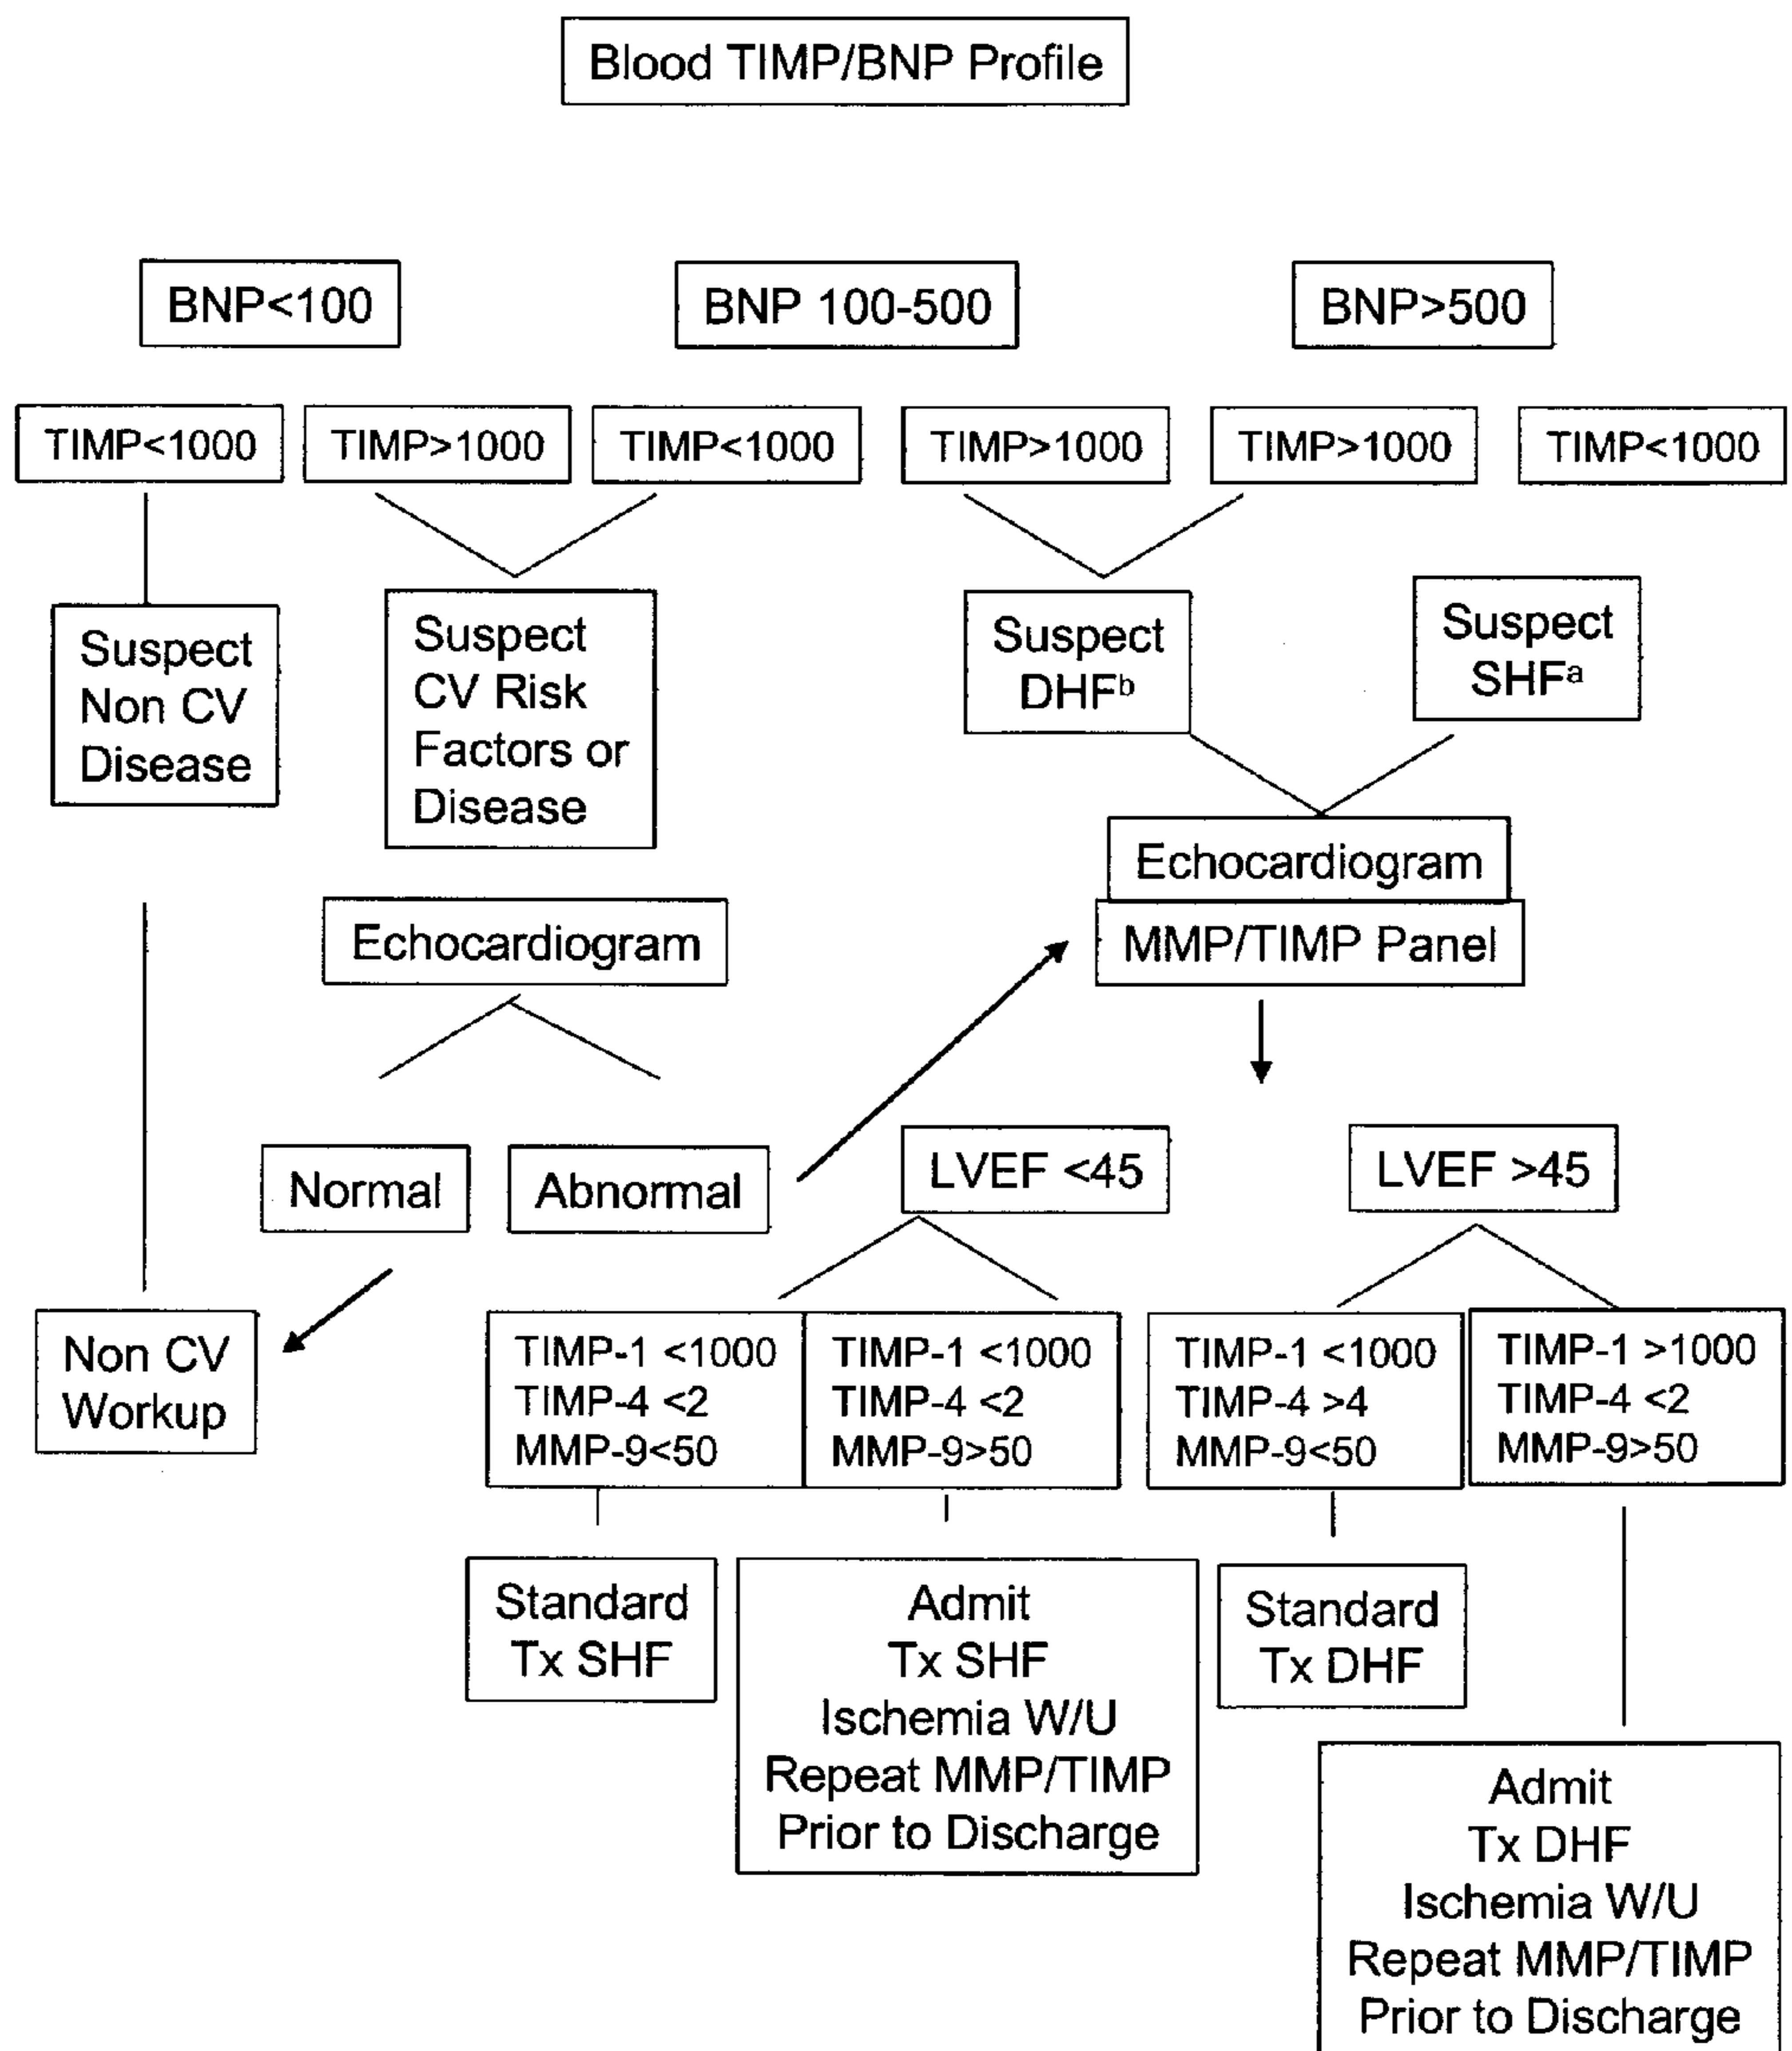 Blood TIMP/BNP Profile
BNP<100
BNP 100-500
BNP>500
TIMP<1000
TIMP>1000
TIMP<1000
TIMP>1000
TIMP>1000
TIMP<1000
Suspect
Non CV
Disease
Suspect
CV Risk
Factors or
Disease
Suspect
DHFᵇ
Suspect
SHFᵃ
Echocardiogram
MMP/TIMP Panel
Echocardiogram
Normal
Abnormal
LVEF <45
LVEF >45
Non CV
Workup
TIMP-1 <1000
TIMP-4 <2
MMP-9<50
TIMP-1 <1000
TIMP-4 <2
MMP-9>50
TIMP-1 <1000
TIMP-4 >4
MMP-9<50
TIMP-1 >1000
TIMP-4 <2
MMP-9>50
Standard
Tx SHF
Admit
Tx SHF
Ischemia W/U
Repeat MMP/TIMP
Prior to Discharge
Standard
Tx DHF
Admit
Tx DHF
Ischemia W/U
Repeat MMP/TIMP
Prior to Discharge